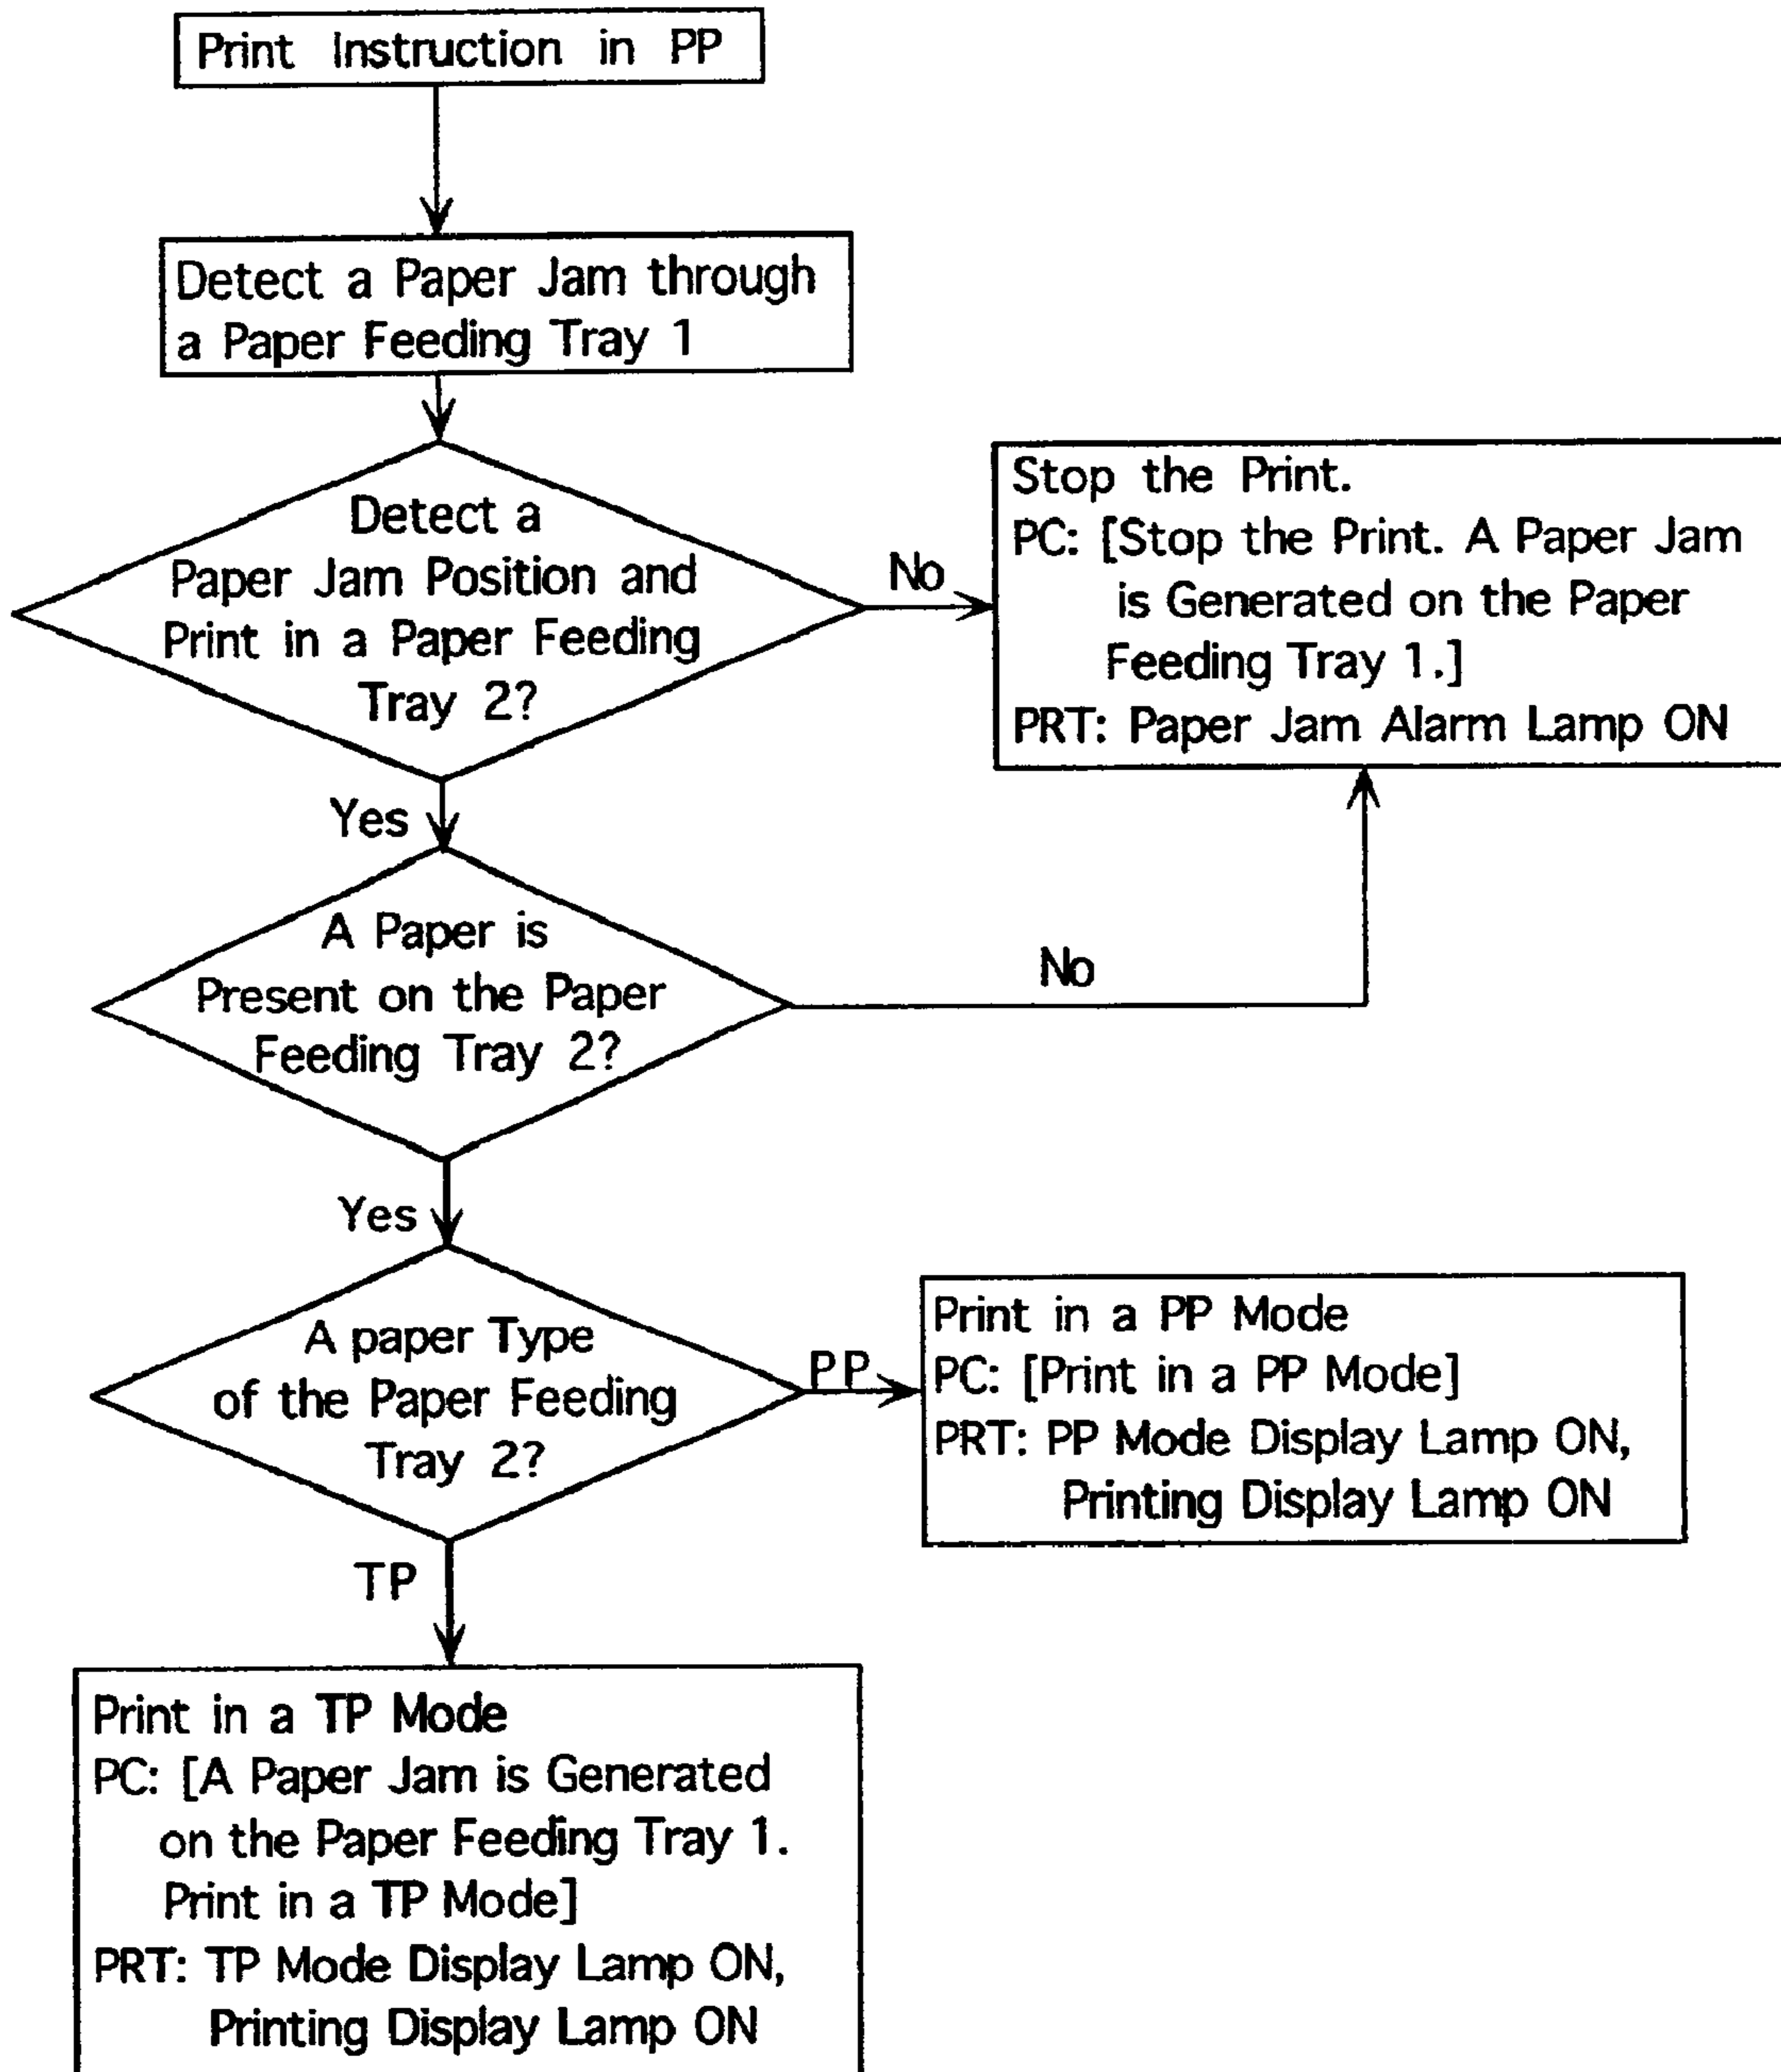 Print Instruction in PP
Detect a Paper Jam through
a Paper Feeding Tray 1
Detect a
Paper Jam Position and
Print in a Paper Feeding
Tray 2?
No
Stop the Print.
PC: [Stop the Print. A Paper Jam
is Generated on the Paper
Feeding Tray 1.]
PRT: Paper Jam Alarm Lamp ON
Yes
A Paper is
Present on the Paper
Feeding Tray 2?
No
Yes
A paper Type
of the Paper Feeding
Tray 2?
PP
Print in a PP Mode
PC: [Print in a PP Mode]
PRT: PP Mode Display Lamp ON,
Printing Display Lamp ON
TP
Print in a TP Mode
PC: [A Paper Jam is Generated
on the Paper Feeding Tray 1.
Print in a TP Mode]
PRT: TP Mode Display Lamp ON,
Printing Display Lamp ON